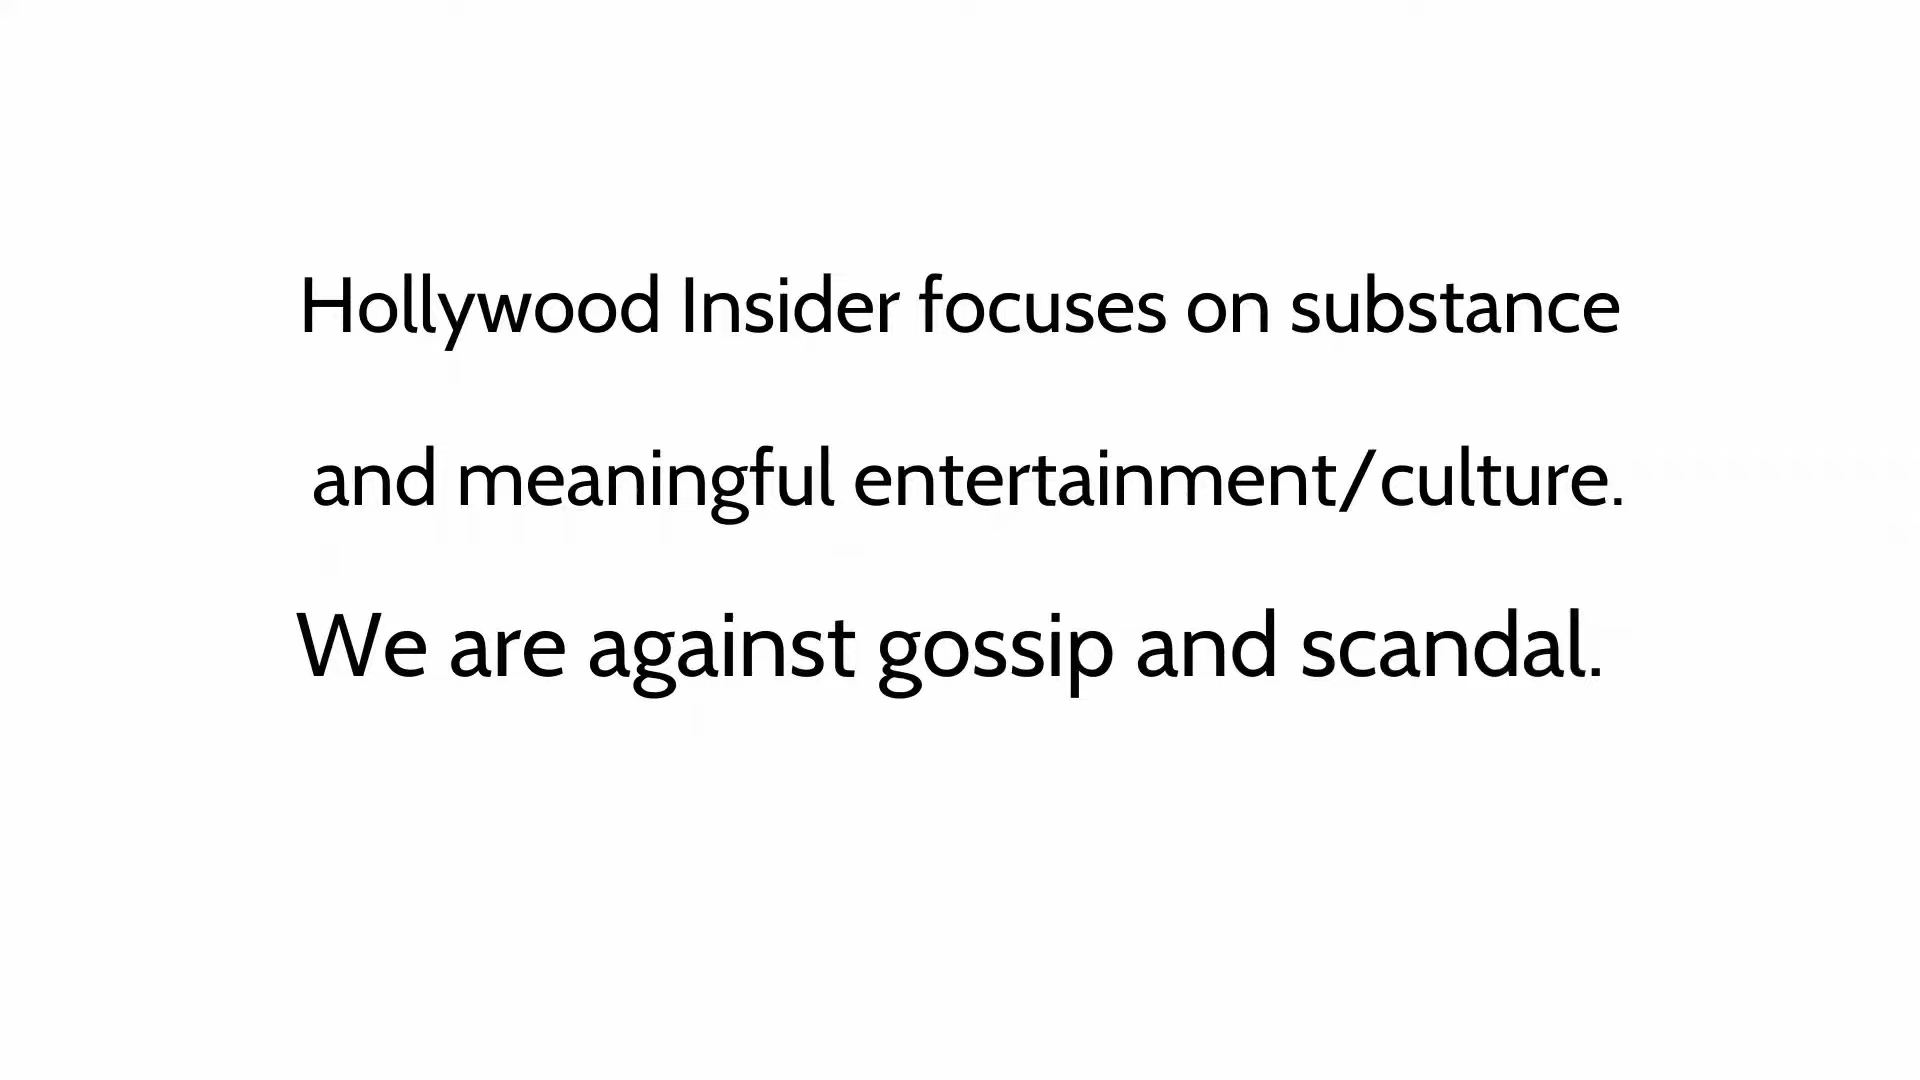 Hollywood Insider focuses on substance
and meaningful entertainment/culture.
We are against gossip and scandal.